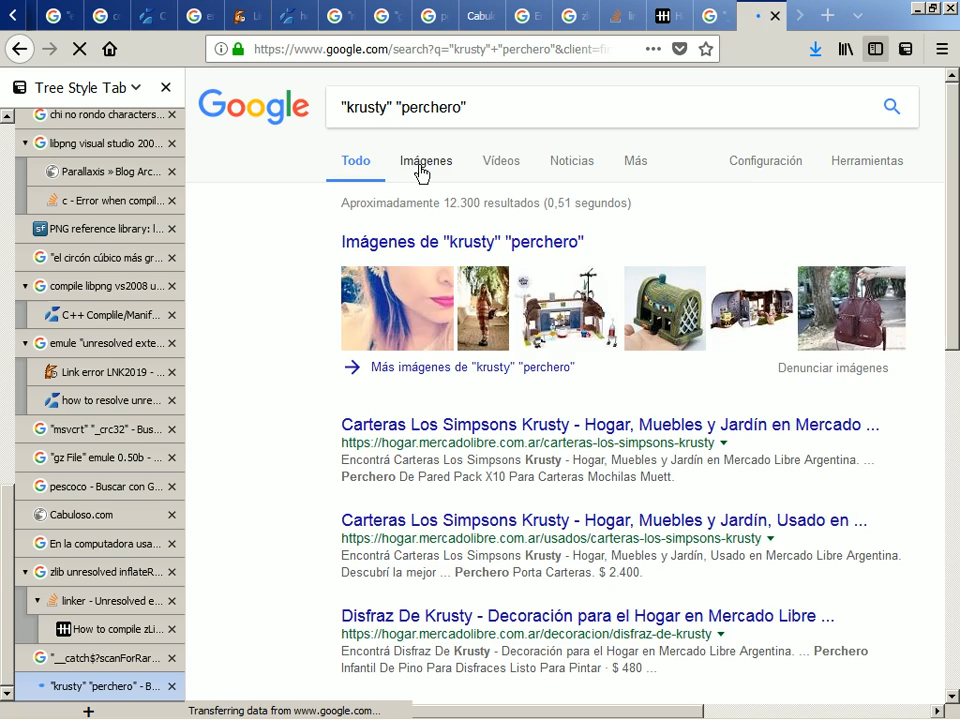 Cabul
https://www.google.com/search?q="krusty"+"perchero"&client=fi
Tree Style Tab
Google
"krusty" "perchero"
chi no rondo characters...
libpng visual studio 200...
Parallaxis » Blog Arc...
c - Error when compil...
PNG reference library: l...
"el circón cúbico más gr...
compile libpng vs2008 u...
C++ Complile/Manif...
emule "unresolved exte...
Link error LNK2019 - ...
how to resolve unre...
"msvcrt" "_crc32" - Bus...
"gz File" emule 0.50b - ...
pescoco - Buscar con G...
Cabuloso.com
En la computadora usa...
zlib unresolved inflateR...
linker - Unresolved e...
How to compile zLi...
"__catch$?scanForRar...
"krusty" "perchero" - B...
Todo Imágenes Vídeos Noticias Más Configuración Herramientas
Aproximadamente 12.300 resultados (0,51 segundos)
Imágenes de "krusty" "perchero"
Más imágenes de "krusty" "perchero" Denunciar imágenes
Carteras Los Simpsons Krusty - Hogar, Muebles y Jardín en Mercado ...
https://hogar.mercadolibre.com.ar/carteras-los-simpsons-krusty
Encontrá Carteras Los Simpsons Krusty - Hogar, Muebles y Jardín en Mercado Libre Argentina. ...
Perchero De Pared Pack X10 Para Carteras Mochilas Muett.
Carteras Los Simpsons Krusty - Hogar, Muebles y Jardín, Usado en ...
https://hogar.mercadolibre.com.ar/usados/carteras-los-simpsons-krusty
Encontrá Carteras Los Simpsons Krusty - Hogar, Muebles y Jardín, Usado en Mercado Libre Argentina.
Descubrí la mejor ... Perchero Porta Carteras. $ 2.400.
Disfraz De Krusty - Decoración para el Hogar en Mercado Libre ...
https://hogar.mercadolibre.com.ar/decoracion/disfraz-de-krusty
Encontrá Disfraz De Krusty - Decoración para el Hogar en Mercado Libre Argentina. ... Perchero
Infantil De Pino Para Disfraces Listo Para Pintar · $ 480 ...
Transferring data from www.google.com...